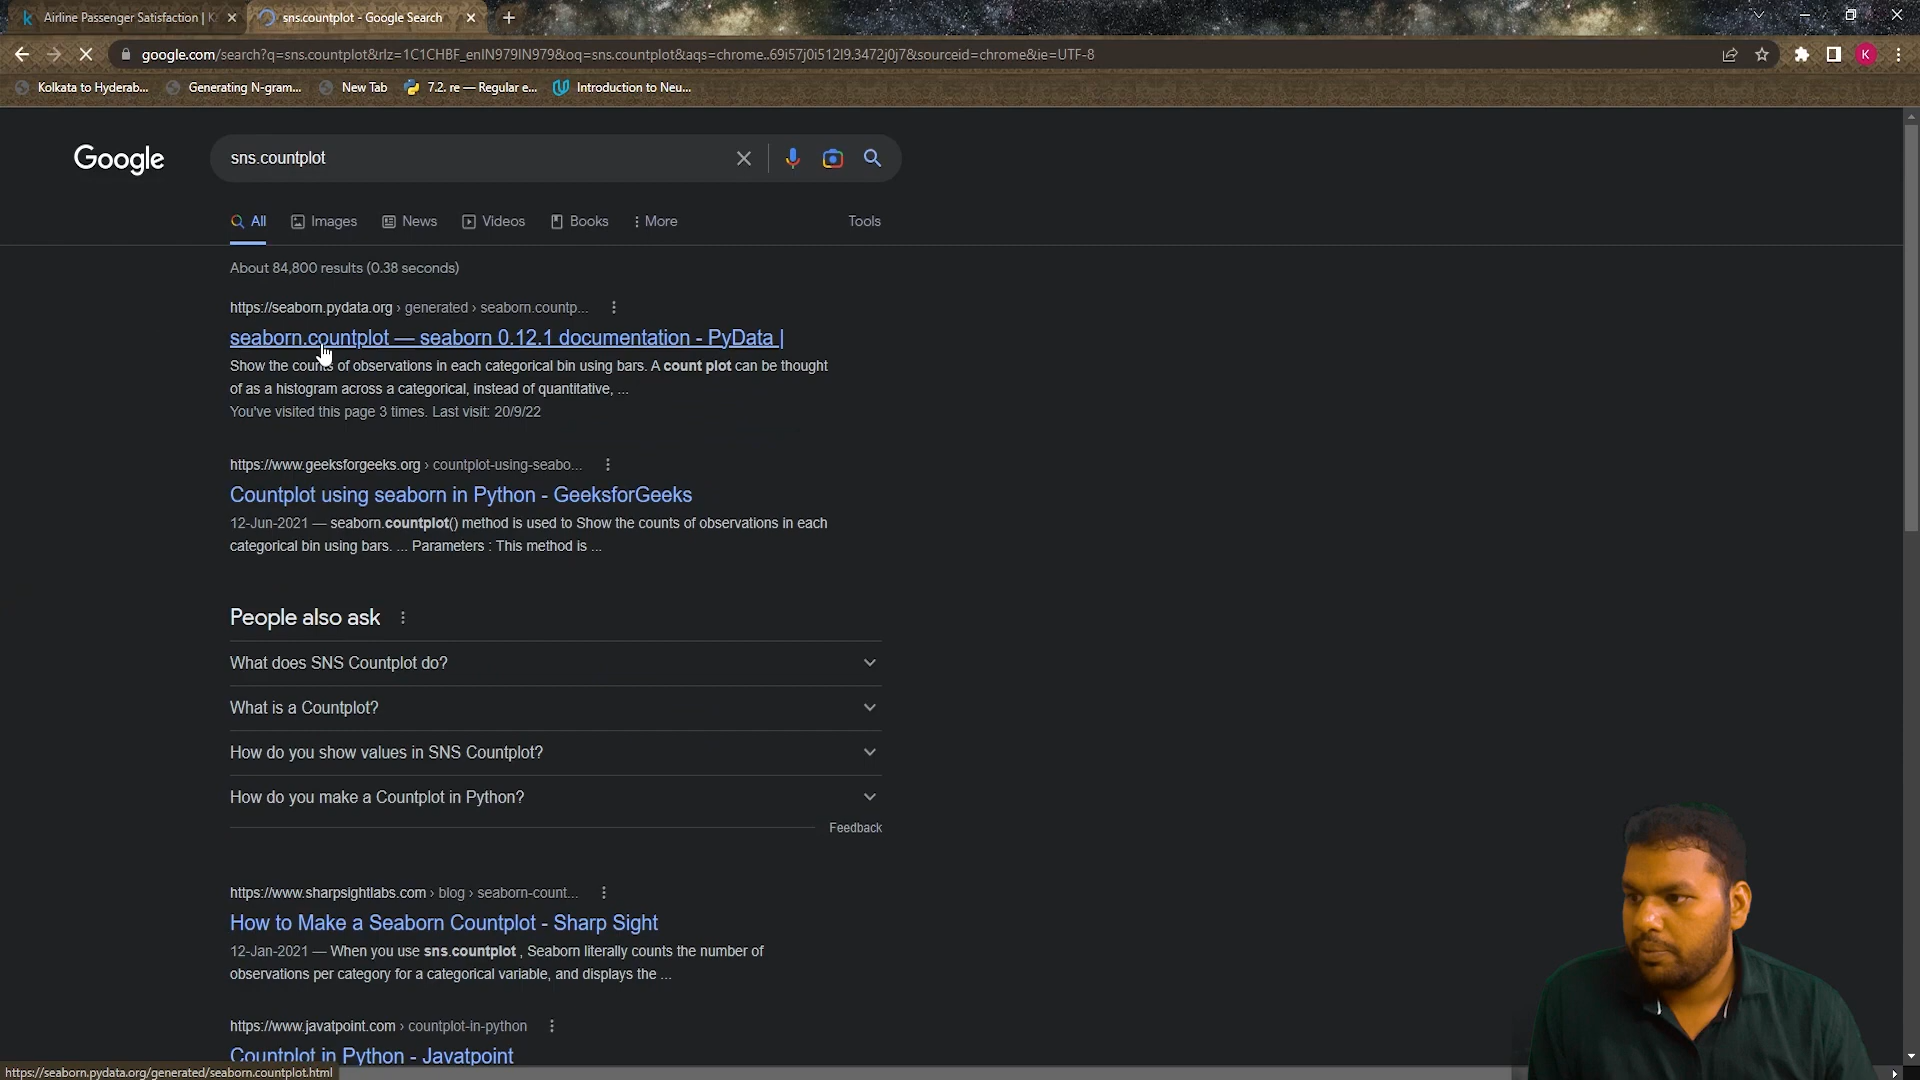 Airline Passenger Satisfaction | K
sns.countplot - Google Search
google.com/search?q=sns.countplot&rlz=1C1CHBF_enIN979IN979&oq=sns.countplot&aqs=chrome..69i57j0i512l9.3472j0j7&sourceid=chrome&ie=UTF-8
K
Kolkata to Hyderab...
Generating N-gram...
New Tab
7.2. re — Regular e...
Introduction to Neu...
Google
sns.countplot
All
Images
News
Videos
Books
More
Tools
About 84,800 results (0.38 seconds)
https://seaborn.pydata.org › generated › seaborn.countp...
seaborn.countplot — seaborn 0.12.1 documentation - PyData |
Show the counts of observations in each categorical bin using bars. A count plot can be thought
of as a histogram across a categorical, instead of quantitative, ...
You've visited this page 3 times. Last visit: 20/9/22
https://www.geeksforgeeks.org › countplot-using-seabo...
Countplot using seaborn in Python - GeeksforGeeks
12-Jun-2021 — seaborn.countplot() method is used to Show the counts of observations in each
categorical bin using bars. ... Parameters : This method is ...
People also ask
What does SNS Countplot do?
What is a Countplot?
How do you show values in SNS Countplot?
How do you make a Countplot in Python?
Feedback
https://www.sharpsightlabs.com › blog › seaborn-count...
How to Make a Seaborn Countplot - Sharp Sight
12-Jan-2021 — When you use sns.countplot , Seaborn literally counts the number of
observations per category for a categorical variable, and displays the ...
https://www.javatpoint.com › countplot-in-python
Countplot in Python - Javatpoint
https://seaborn.pydata.org/generated/seaborn.countplot.html